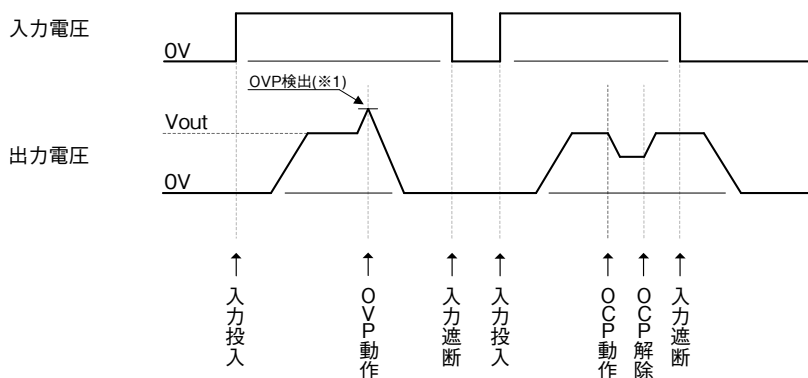 入力電圧
0V
OVP検出(※1)
Vout
出力電圧
0V
入力投入
OVP動作
入力遮断
入力投入
OCP動作
OCP解除
入力遮断